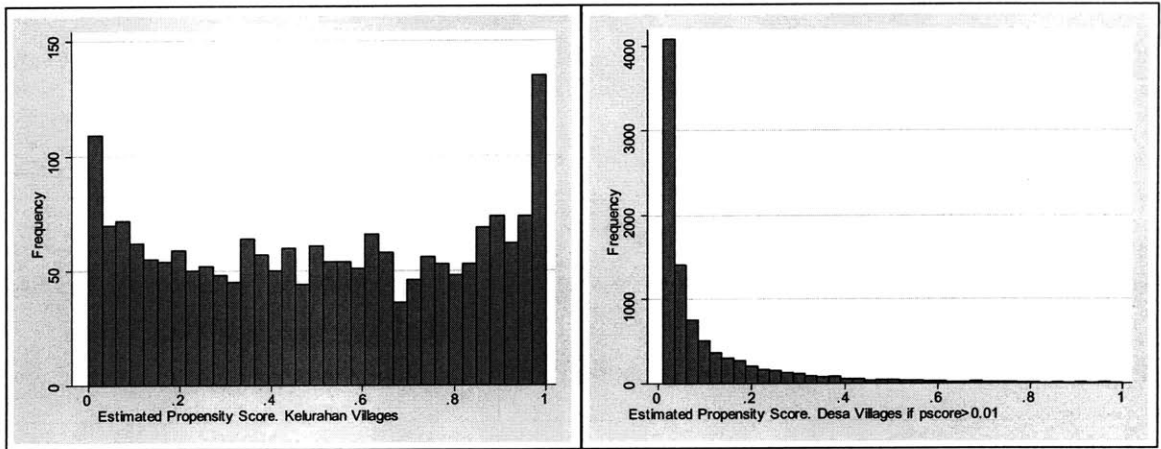 150
100
50
0
Frequency
0 .2 .4 .6 .8 1
Estimated Propensity Score. Kelurahan Villages
4000
3000
2000
1000
0
Frequency
0 .2 .4 .6 .8 1
Estimated Propensity Score. Desa Villages if pscore>0.01